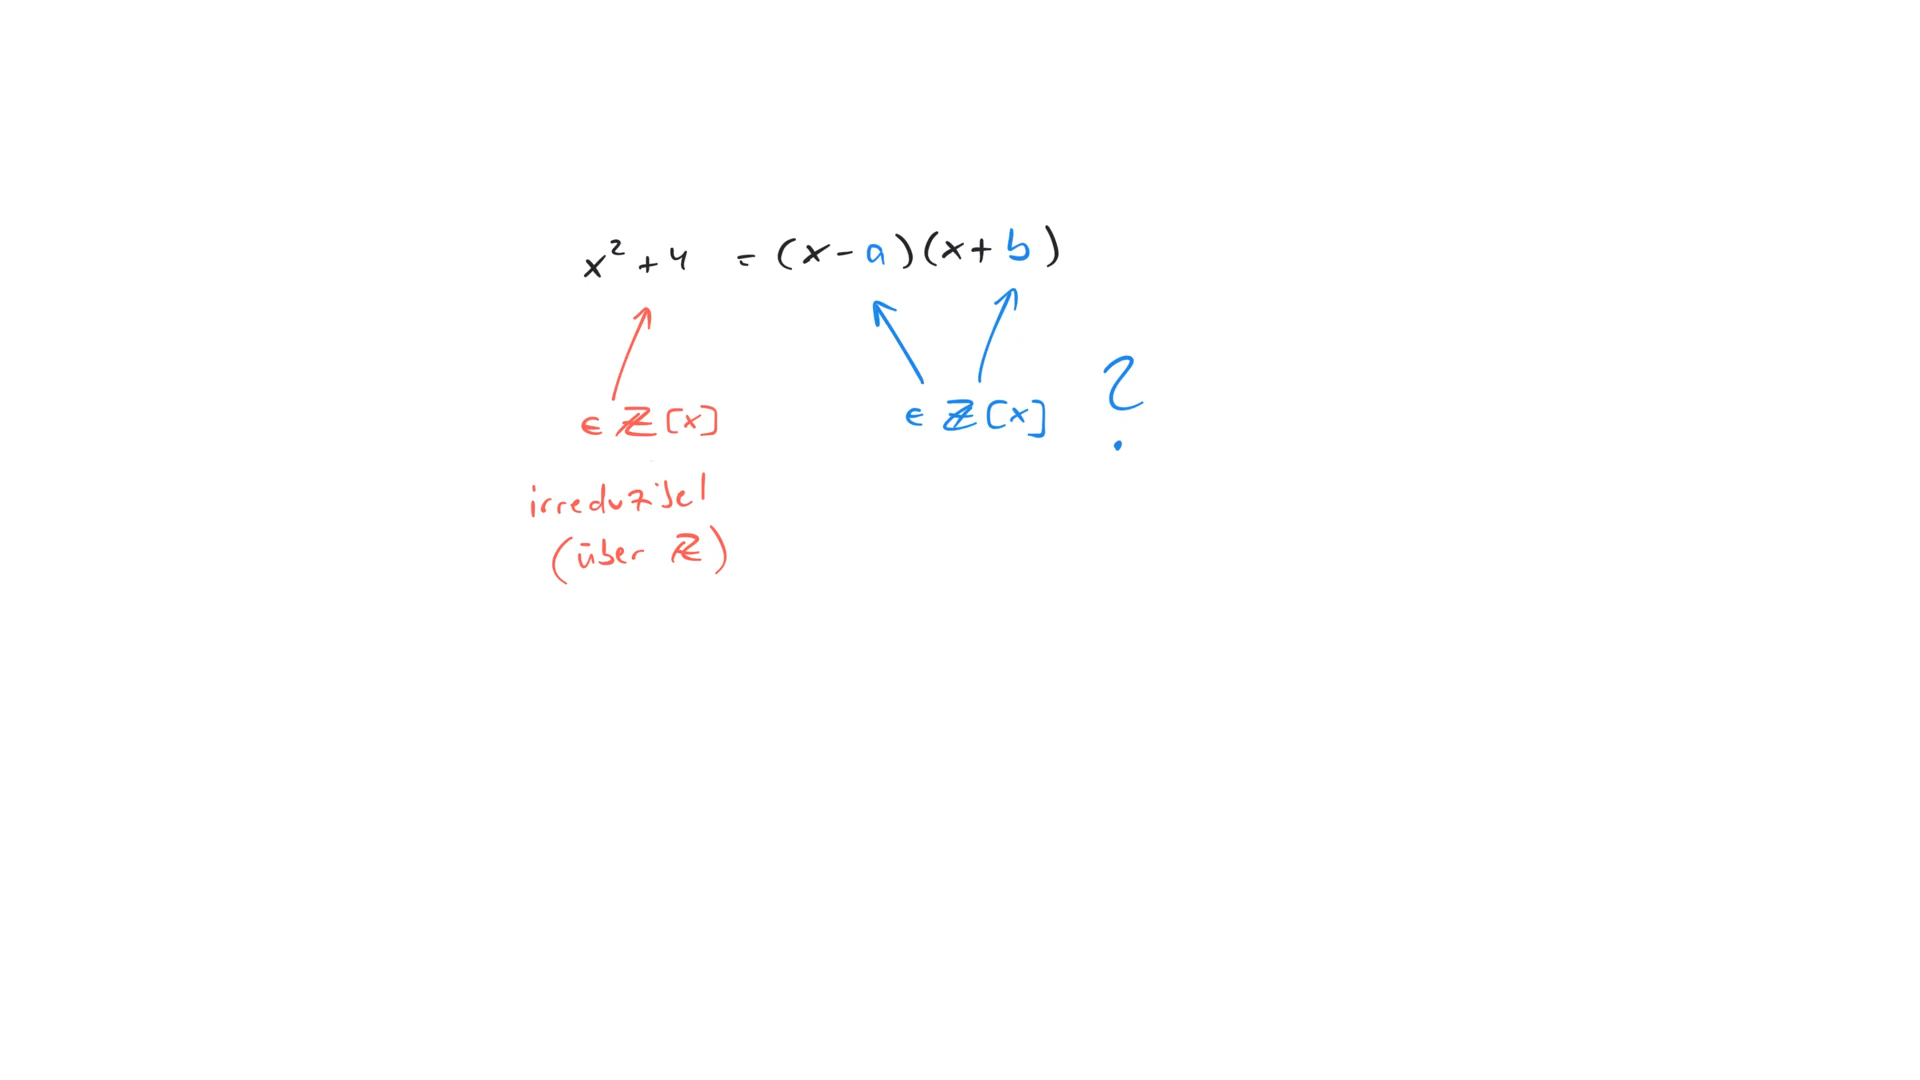 x² + 4 = (x - a)(x + b)
∈ ℤ[x] ∈ ℤ[x] ?
irreduzibel
(über ℤ)